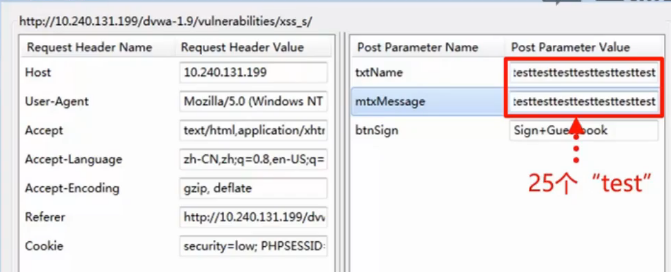 http://10.240.131.199/dvwa-1.9/vulnerabilities/xss_s/
Request Header Name Request Header Value Post Parameter Name Post Parameter Value
Host 10.240.131.199 txtName testtesttesttesttesttesttest
User-Agent Mozilla/5.0 (Windows NT mtxMessage testtesttesttesttesttesttest
Accept text/html,application/xhtr btnSign Sign+Guestbook
Accept-Language zh-CN,zh;q=0.8,en-US;q=
Accept-Encoding gzip, deflate
Referer http://10.240.131.199/dvw
Cookie security=low; PHPSESSID=
25个“test”